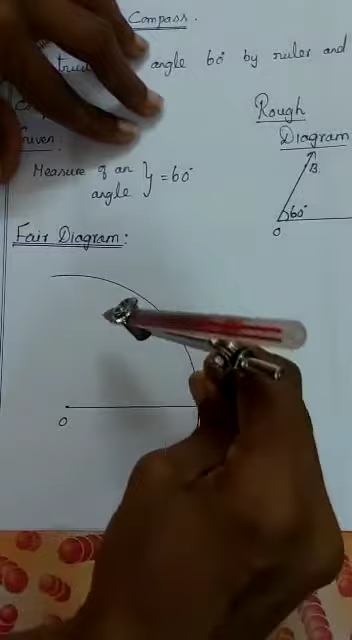 Compass.
angle 60° by ruler and
Rough
Diagram
Given:
Measure of an
angle } = 60°
B
60°
O
Fair Diagram:
O